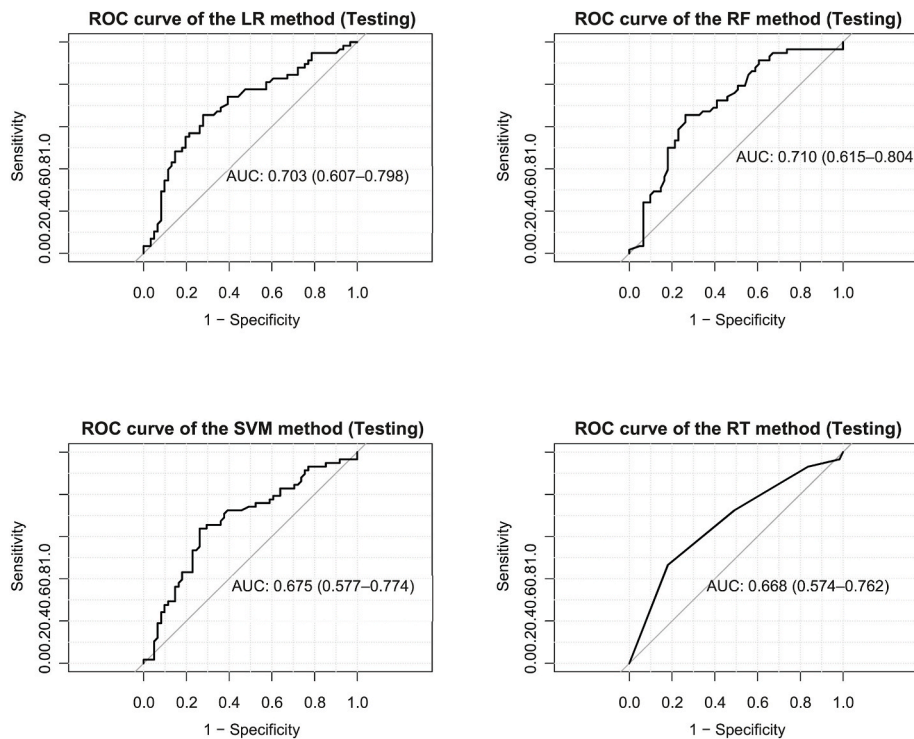 ROC curve of the LR method (Testing)
Sensitivity
0.00.20.40.60.81.0
AUC: 0.703 (0.607–0.798)
0.0 0.2 0.4 0.6 0.8 1.0
1 − Specificity
ROC curve of the RF method (Testing)
Sensitivity
0.00.20.40.60.81.0
AUC: 0.710 (0.615–0.804
0.0 0.2 0.4 0.6 0.8 1.0
1 − Specificity
ROC curve of the SVM method (Testing)
Sensitivity
0.00.20.40.60.81.0
AUC: 0.675 (0.577–0.774)
0.0 0.2 0.4 0.6 0.8 1.0
1 − Specificity
ROC curve of the RT method (Testing)
Sensitivity
0.00.20.40.60.81.0
AUC: 0.668 (0.574–0.762)
0.0 0.2 0.4 0.6 0.8 1.0
1 − Specificity